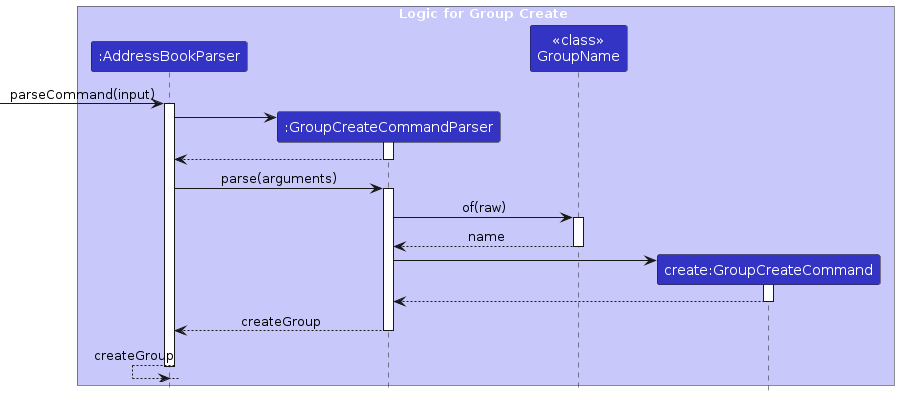 Logic for Group Create
:AddressBookParser
«class»
GroupName
parseCommand(input)
:GroupCreateCommandParser
parse(arguments)
of(raw)
name
create:GroupCreateCommand
createGroup
createGroup